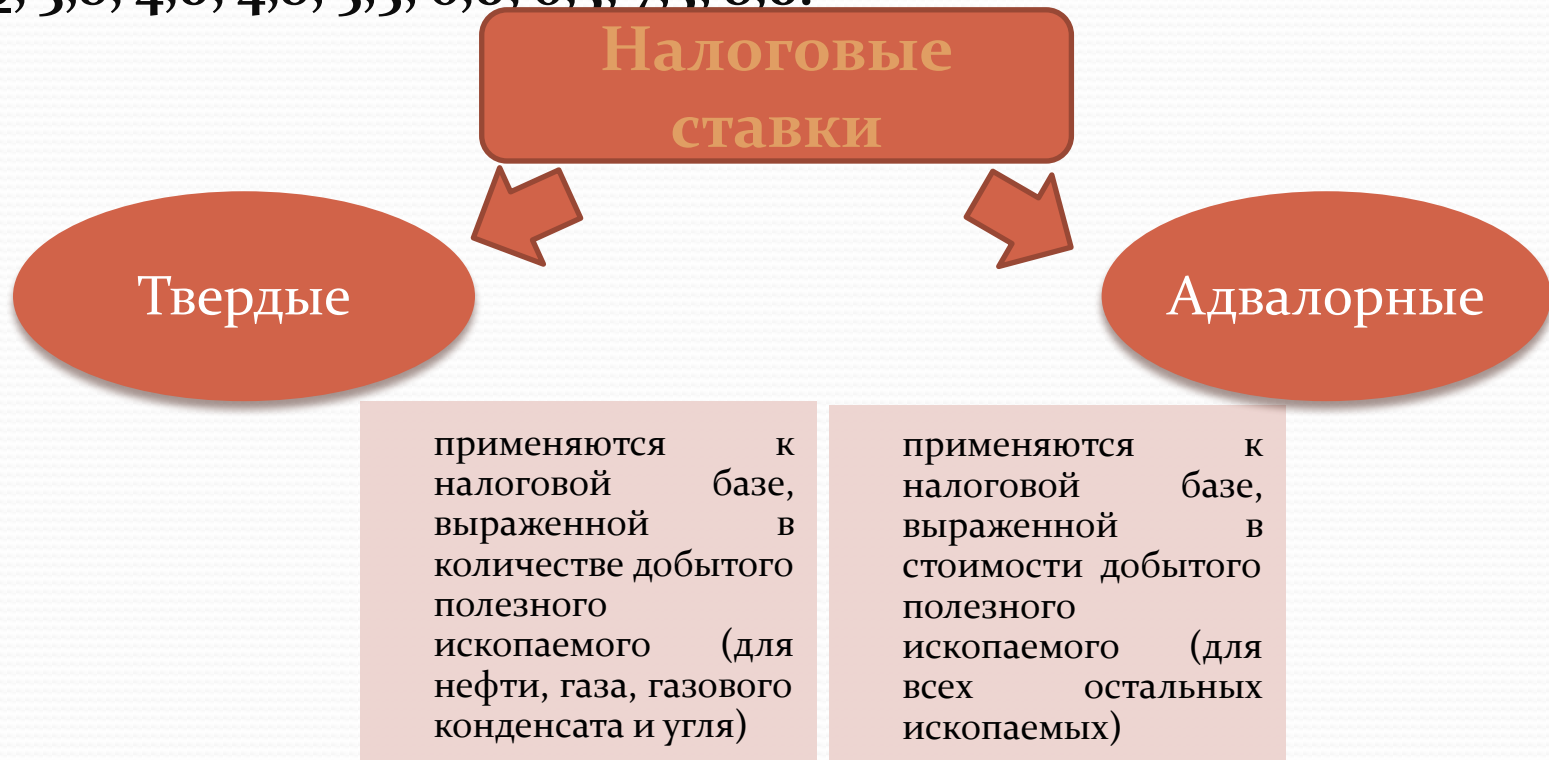 Налоговые
ставки
Твердые
Адвалорные
применяются к
налоговой базе,
выраженной в
количестве добытого
полезного
ископаемого (для
нефти, газа, газового
конденсата и угля)
применяются к
налоговой базе,
выраженной в
стоимости добытого
полезного
ископаемого (для
всех остальных
ископаемых)